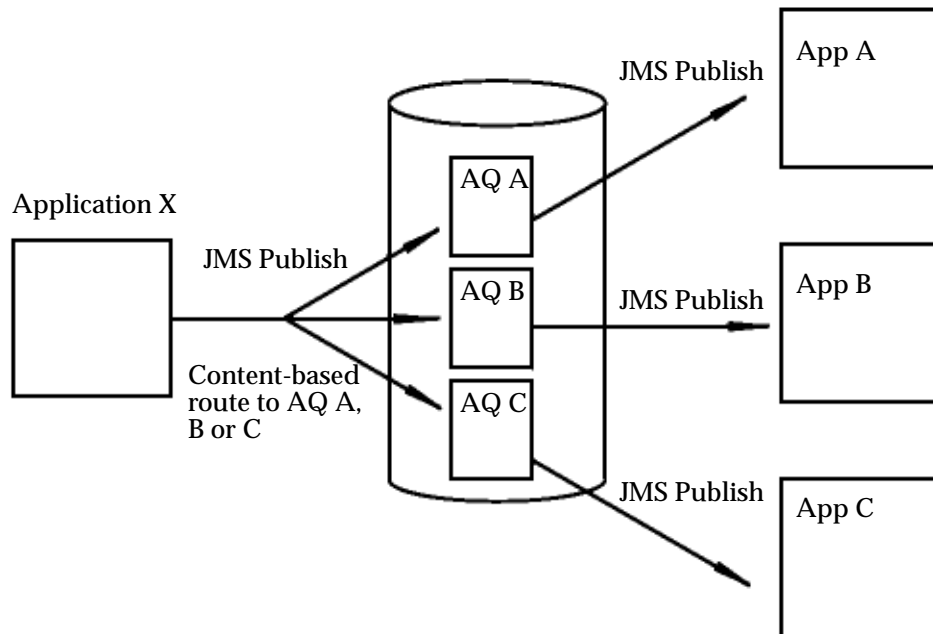 Application X
JMS Publish
Content-based
route to AQ A,
B or C
AQ A
AQ B
AQ C
JMS Publish
App A
JMS Publish
App B
JMS Publish
App C